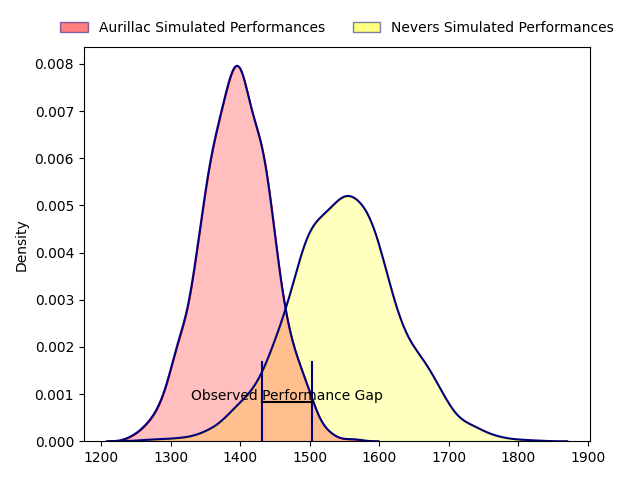 Aurillac Simulated Performances
Nevers Simulated Performances
0.008
0.007
0.006
0.005
0.004
0.003
0.002
0.001
0.000
Density
Observed Performance Gap
1200 1300 1400 1500 1600 1700 1800 1900